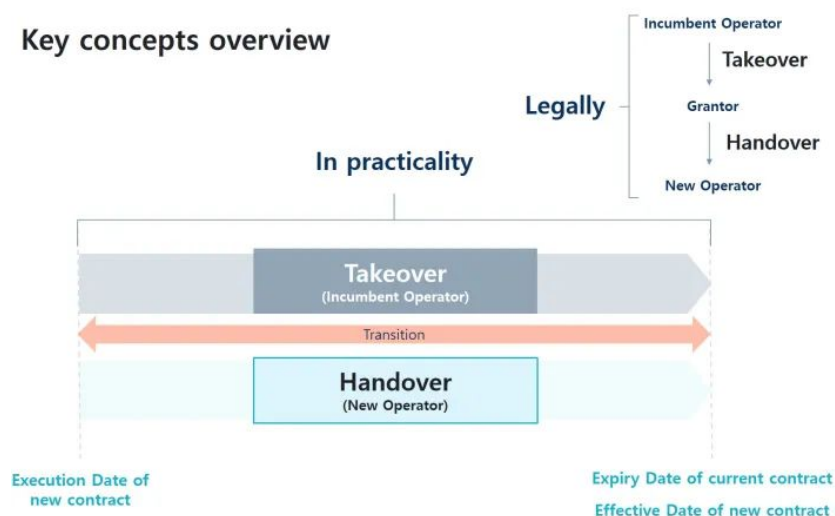 Key concepts overview
Incumbent Operator
Takeover
Legally
Grantor
Handover
New Operator
In practicality
Takeover
(Incumbent Operator)
Transition
Handover
(New Operator)
Execution Date of
new contract
Expiry Date of current contract
Effective Date of new contract